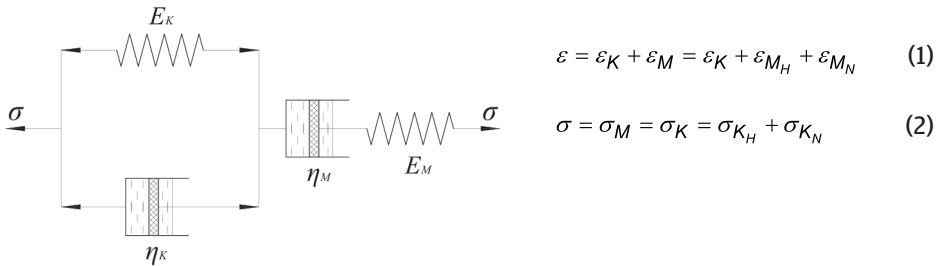 E_K
σ
σ
η_M
E_M
η_K
ε = ε_K + ε_M = ε_K + ε_{M_H} + ε_{M_N} (1)
σ = σ_M = σ_K = σ_{K_H} + σ_{K_N} (2)